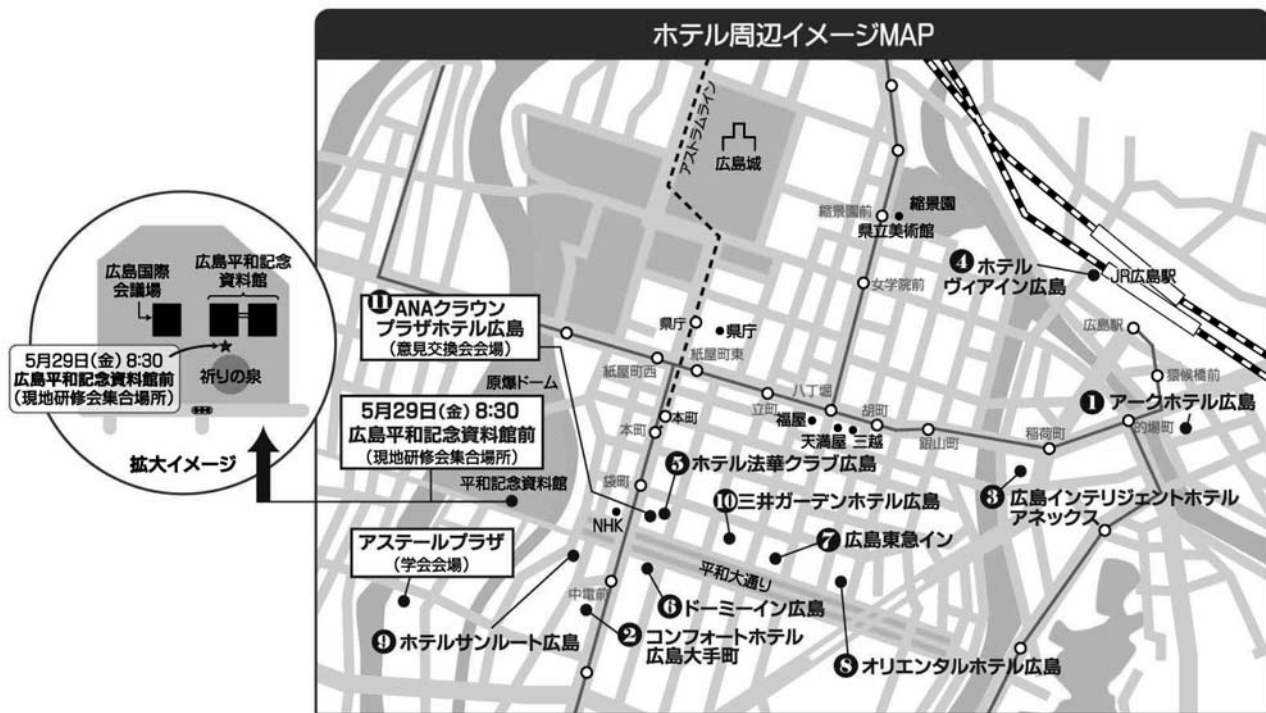 ホテル周辺イメージMAP
アストラムライン
広島城
縮景園前
縮景園
県立美術館
❹ホテル
ヴィアイン広島
JR広島駅
女学院前
広島駅
猿候橋前
⓫ANAクラウン
プラザホテル広島
(意見交換会会場)
県庁
県庁
紙屋町東
紙屋町西
原爆ドーム
八丁堀
立町
胡町
福屋
天満屋
三越
銀山町
稲荷町
的場町
❶アークホテル広島
本町
本町
5月29日(金) 8:30
広島平和記念資料館前
(現地研修会集合場所)
平和記念資料館
袋町
❺ホテル法華クラブ広島
❿三井ガーデンホテル広島
❸広島インテリジェントホテル
アネックス
NHK
❼広島東急イン
平和大通り
アステールプラザ
(学会会場)
中電前
❻ドーミーイン広島
❾ホテルサンルート広島
❷コンフォートホテル
広島大手町
❽オリエンタルホテル広島
広島国際
会議場
広島平和記念
資料館
5月29日(金) 8:30
広島平和記念資料館前
(現地研修会集合場所)
祈りの泉
拡大イメージ